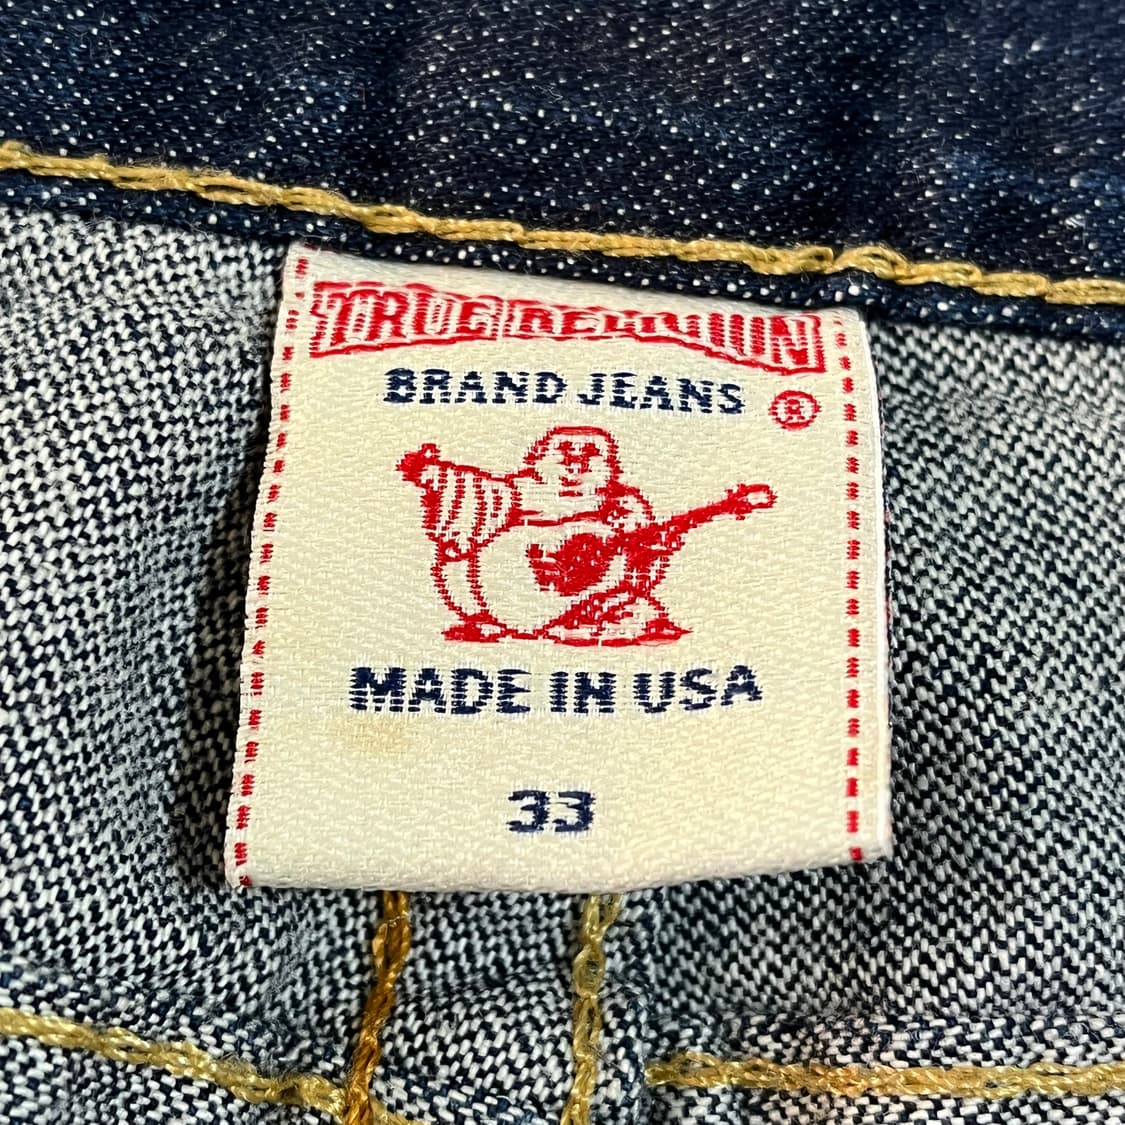 TRUE RELIGION
BRAND JEANS ®
MADE IN USA
33